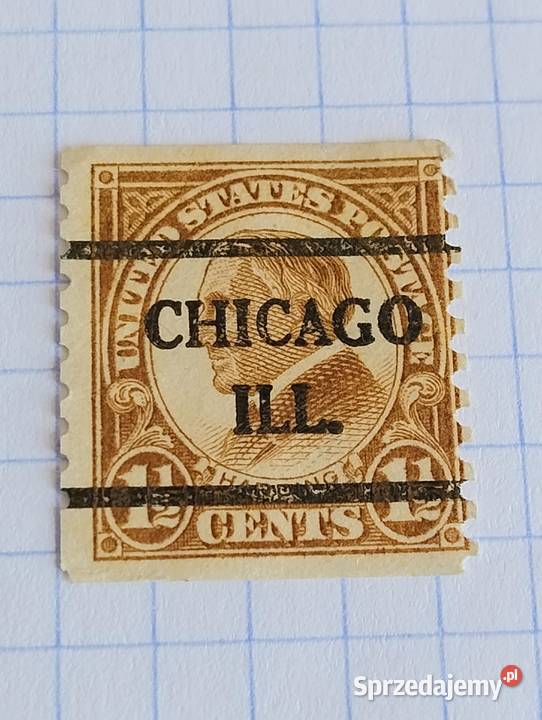 UNITED STATES POSTAGE
CHICAGO
ILL.
HARDING
1½ CENTS 1½
Sprzedajemy.pl